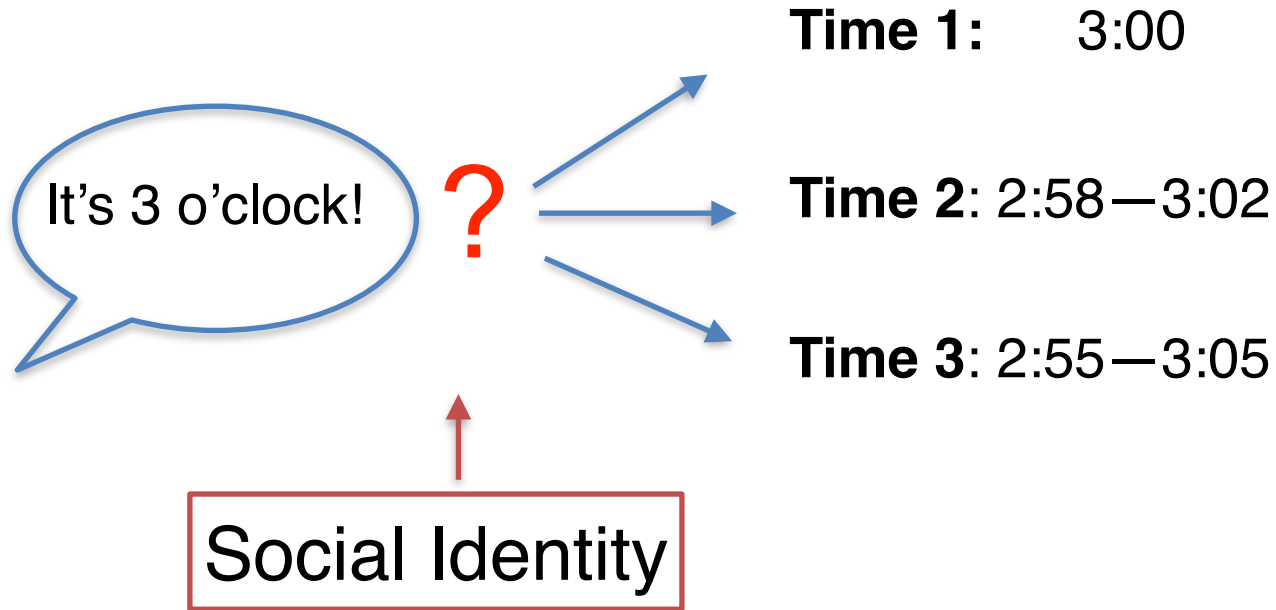 Time 1: 3:00
It’s 3 o’clock!
?
Time 2: 2:58—3:02
Time 3: 2:55—3:05
Social Identity